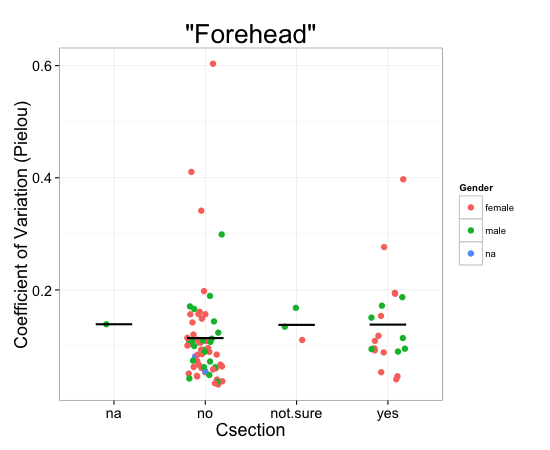 "Forehead"
Coefficient of Variation (Pielou)
0.6
0.4
0.2
na
no
not.sure
yes
Csection
Gender
female
male
na